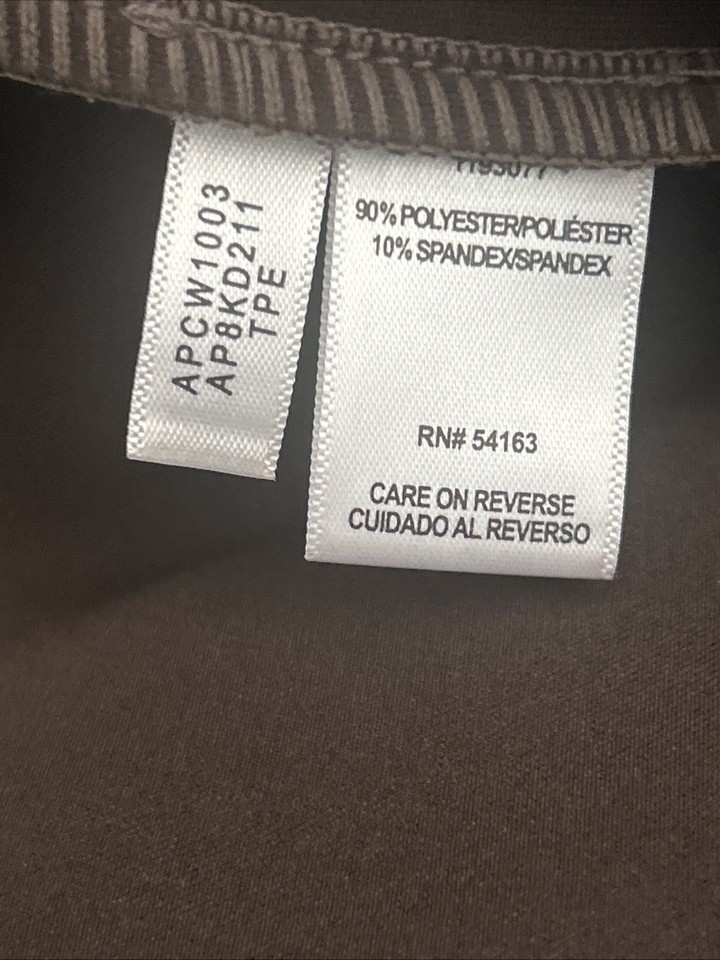 APCW1003
AP8KD211
TPE
90% POLYESTER/POLIÉSTER
10% SPANDEX/SPANDEX
RN# 54163
CARE ON REVERSE
CUIDADO AL REVERSO